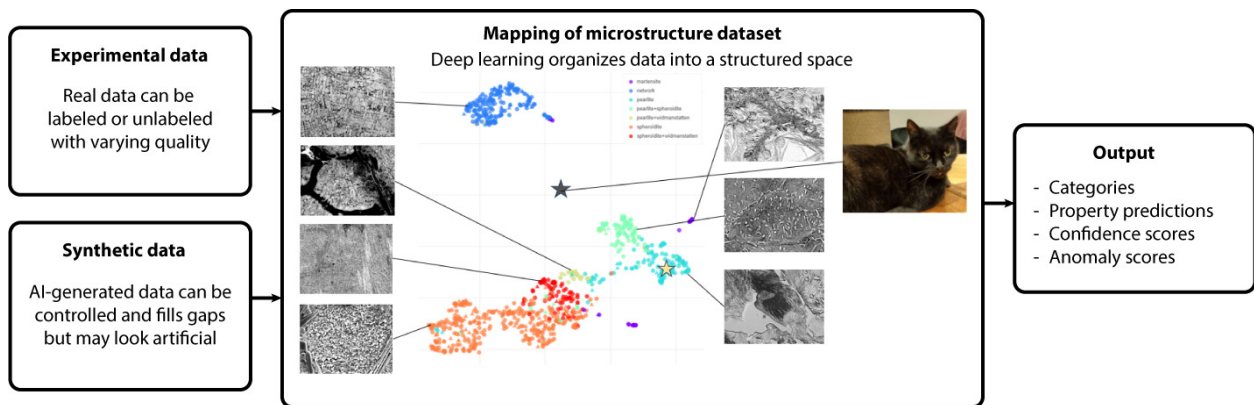 Experimental data
Real data can be
labeled or unlabeled
with varying quality
Synthetic data
AI-generated data can be
controlled and fills gaps
but may look artificial
Mapping of microstructure dataset
Deep learning organizes data into a structured space
martensite
network
pearlite
pearlite+spheroidite
pearlite+widmanstatten
spheroidite
spheroidite+widmanstatten
Output
- Categories
- Property predictions
- Confidence scores
- Anomaly scores